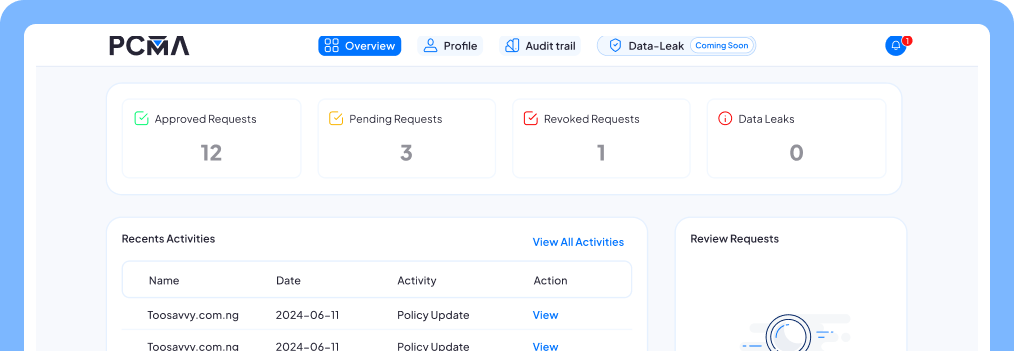 PCMA Overview Profile Audit trail Data-Leak Coming Soon 1
Approved Requests Pending Requests Revoked Requests Data Leaks
12 3 1 0
Recents Activities View All Activities Review Requests
Name Date Activity Action
Toosavvy.com.ng 2024-06-11 Policy Update View
Toosavvy.com.ng 2024-06-11 Policy Update View